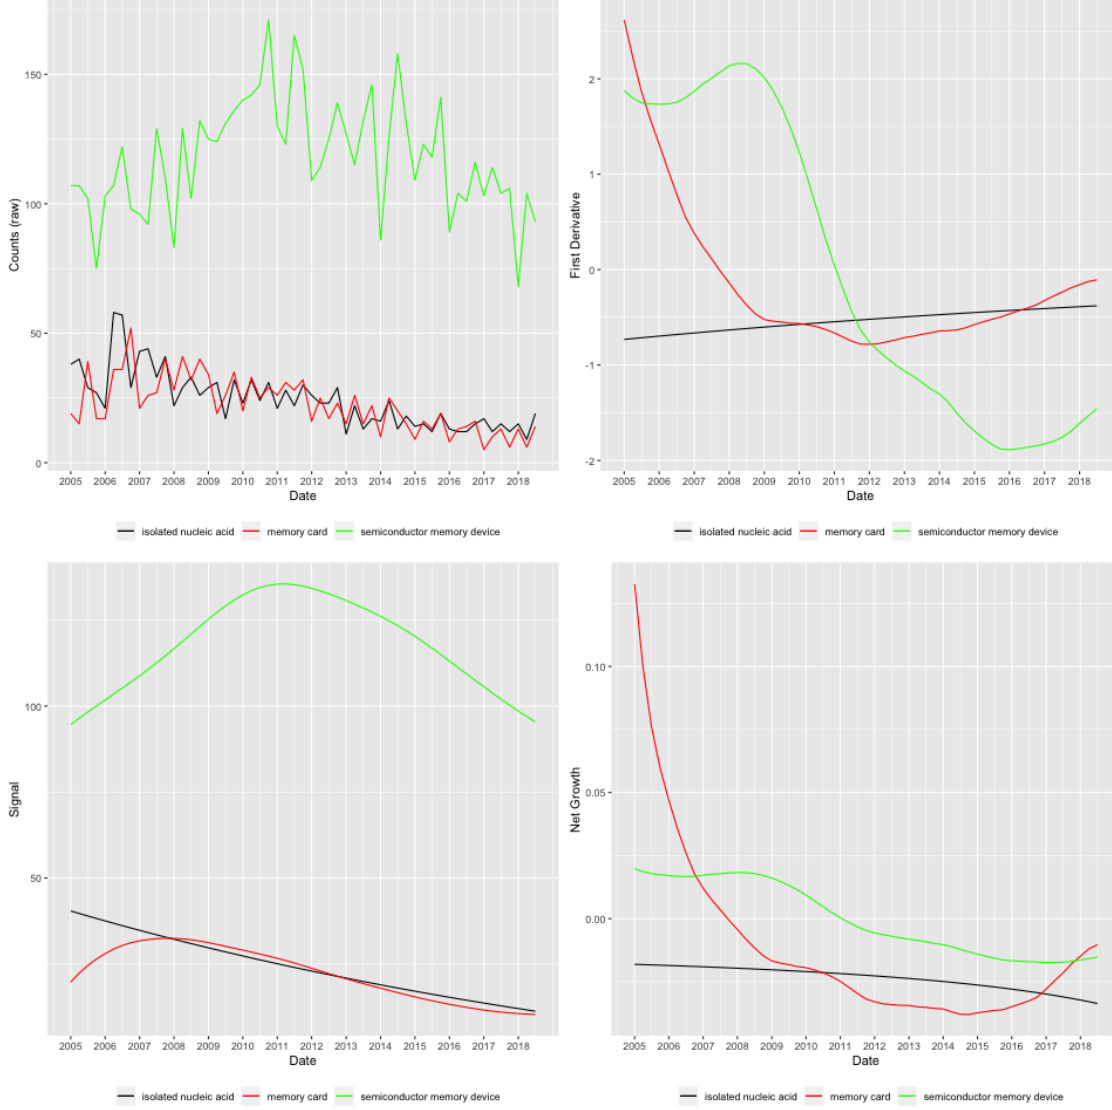 Counts (raw)
150
100
50
0
2005 2006 2007 2008 2009 2010 2011 2012 2013 2014 2015 2016 2017 2018
Date
isolated nucleic acid memory card semiconductor memory device
First Derivative
2
1
0
-1
-2
2005 2006 2007 2008 2009 2010 2011 2012 2013 2014 2015 2016 2017 2018
Date
isolated nucleic acid memory card semiconductor memory device
Signal
100
50
2005 2006 2007 2008 2009 2010 2011 2012 2013 2014 2015 2016 2017 2018
Date
isolated nucleic acid memory card semiconductor memory device
Net Growth
0.10
0.05
0.00
2005 2006 2007 2008 2009 2010 2011 2012 2013 2014 2015 2016 2017 2018
Date
isolated nucleic acid memory card semiconductor memory device